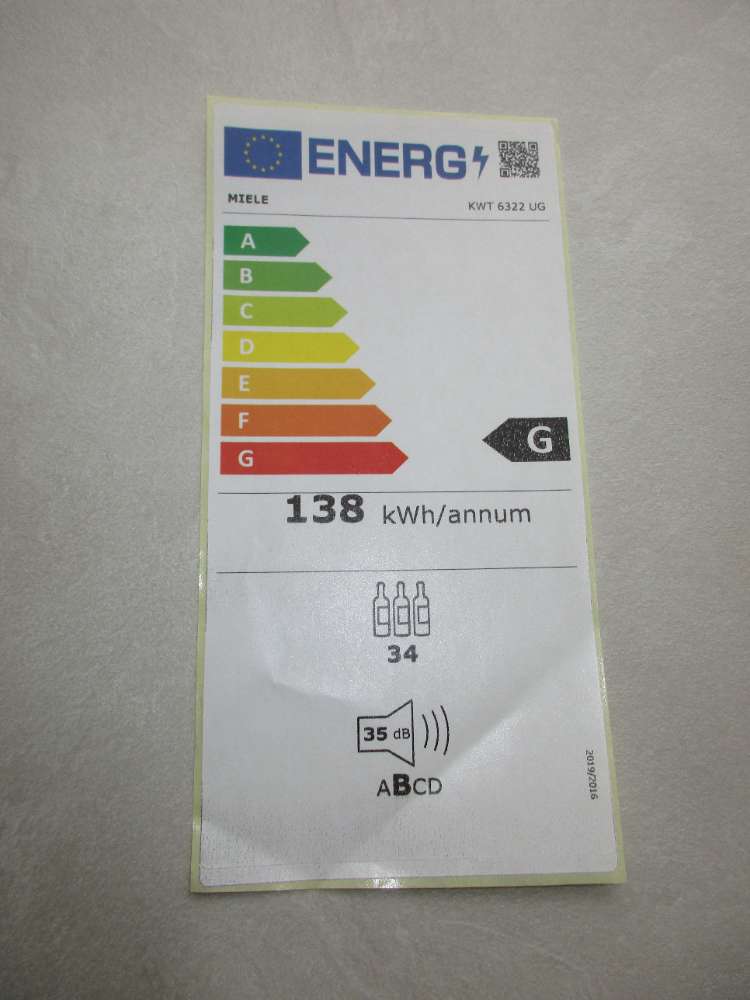 ENERG
MIELE
KWT 6322 UG
A
B
C
D
E
F
G
G
138 kWh/annum
34
35 dB
ABCD
2019/2016